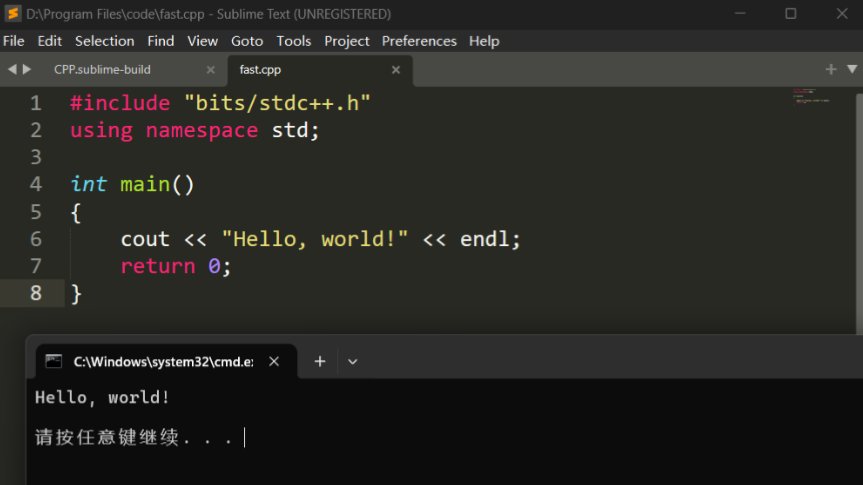 D:\Program Files\code\fast.cpp - Sublime Text (UNREGISTERED)
File Edit Selection Find View Goto Tools Project Preferences Help
CPP.sublime-build × fast.cpp ×
1 #include "bits/stdc++.h"
2 using namespace std;
3
4 int main()
5 {
6     cout << "Hello, world!" << endl;
7     return 0;
8 }
C:\Windows\system32\cmd.e
Hello, world!
请按任意键继续. . .